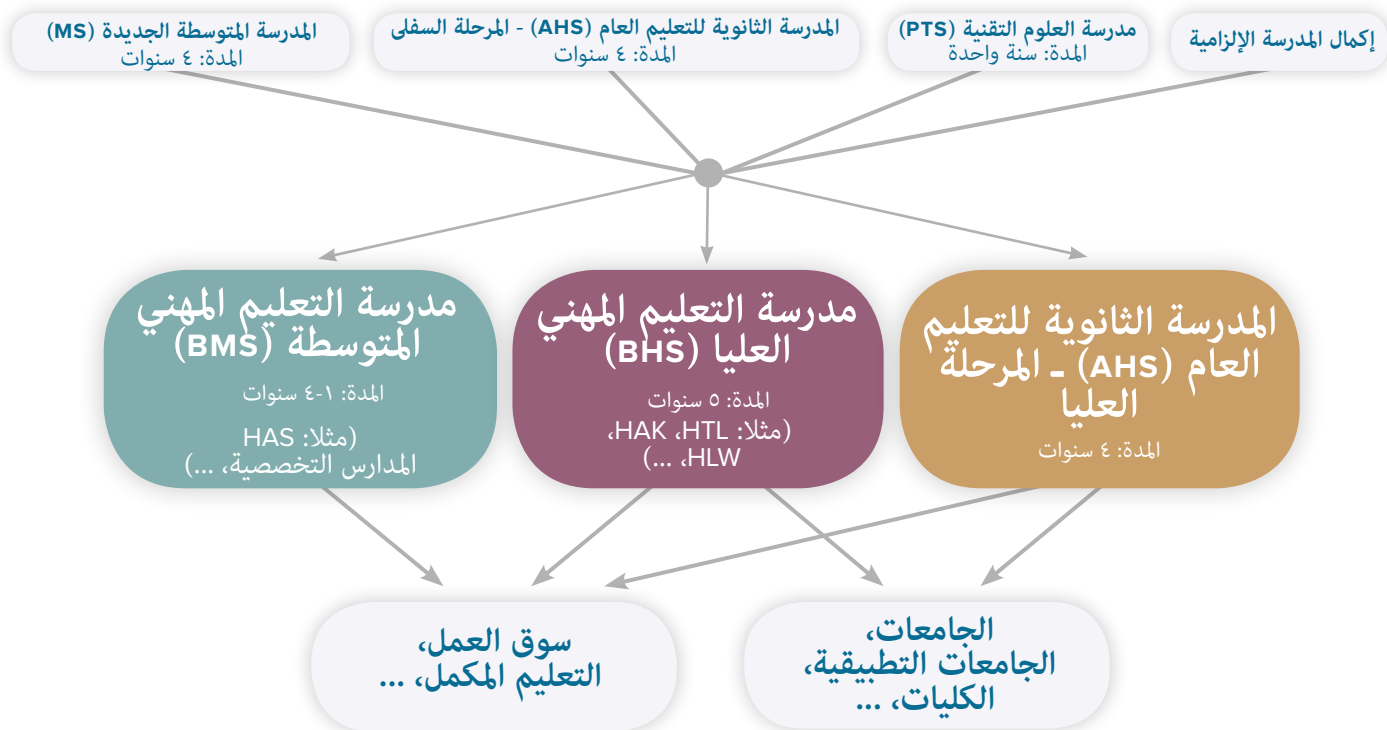 إكمال المدرسة الإلزامية
مدرسة العلوم التقنية (PTS)
المدة: سنة واحدة
المدرسة الثانوية للتعليم العام (AHS) - المرحلة السفلى
المدة: ٤ سنوات
المدرسة المتوسطة الجديدة (MS)
المدة: ٤ سنوات
المدرسة الثانوية للتعليم
العام (AHS) ـ المرحلة
العليا
المدة: ٤ سنوات
مدرسة التعليم المهني
العليا (BHS)
المدة: ٥ سنوات
(مثلا: HTL، HAK،
HLW، ...)
مدرسة التعليم المهني
المتوسطة (BMS)
المدة: ١-٤ سنوات
(مثلا: HAS
المدارس التخصصية، ...)
الجامعات،
الجامعات التطبيقية،
الكليات، ...
سوق العمل،
التعليم المكمل، ...